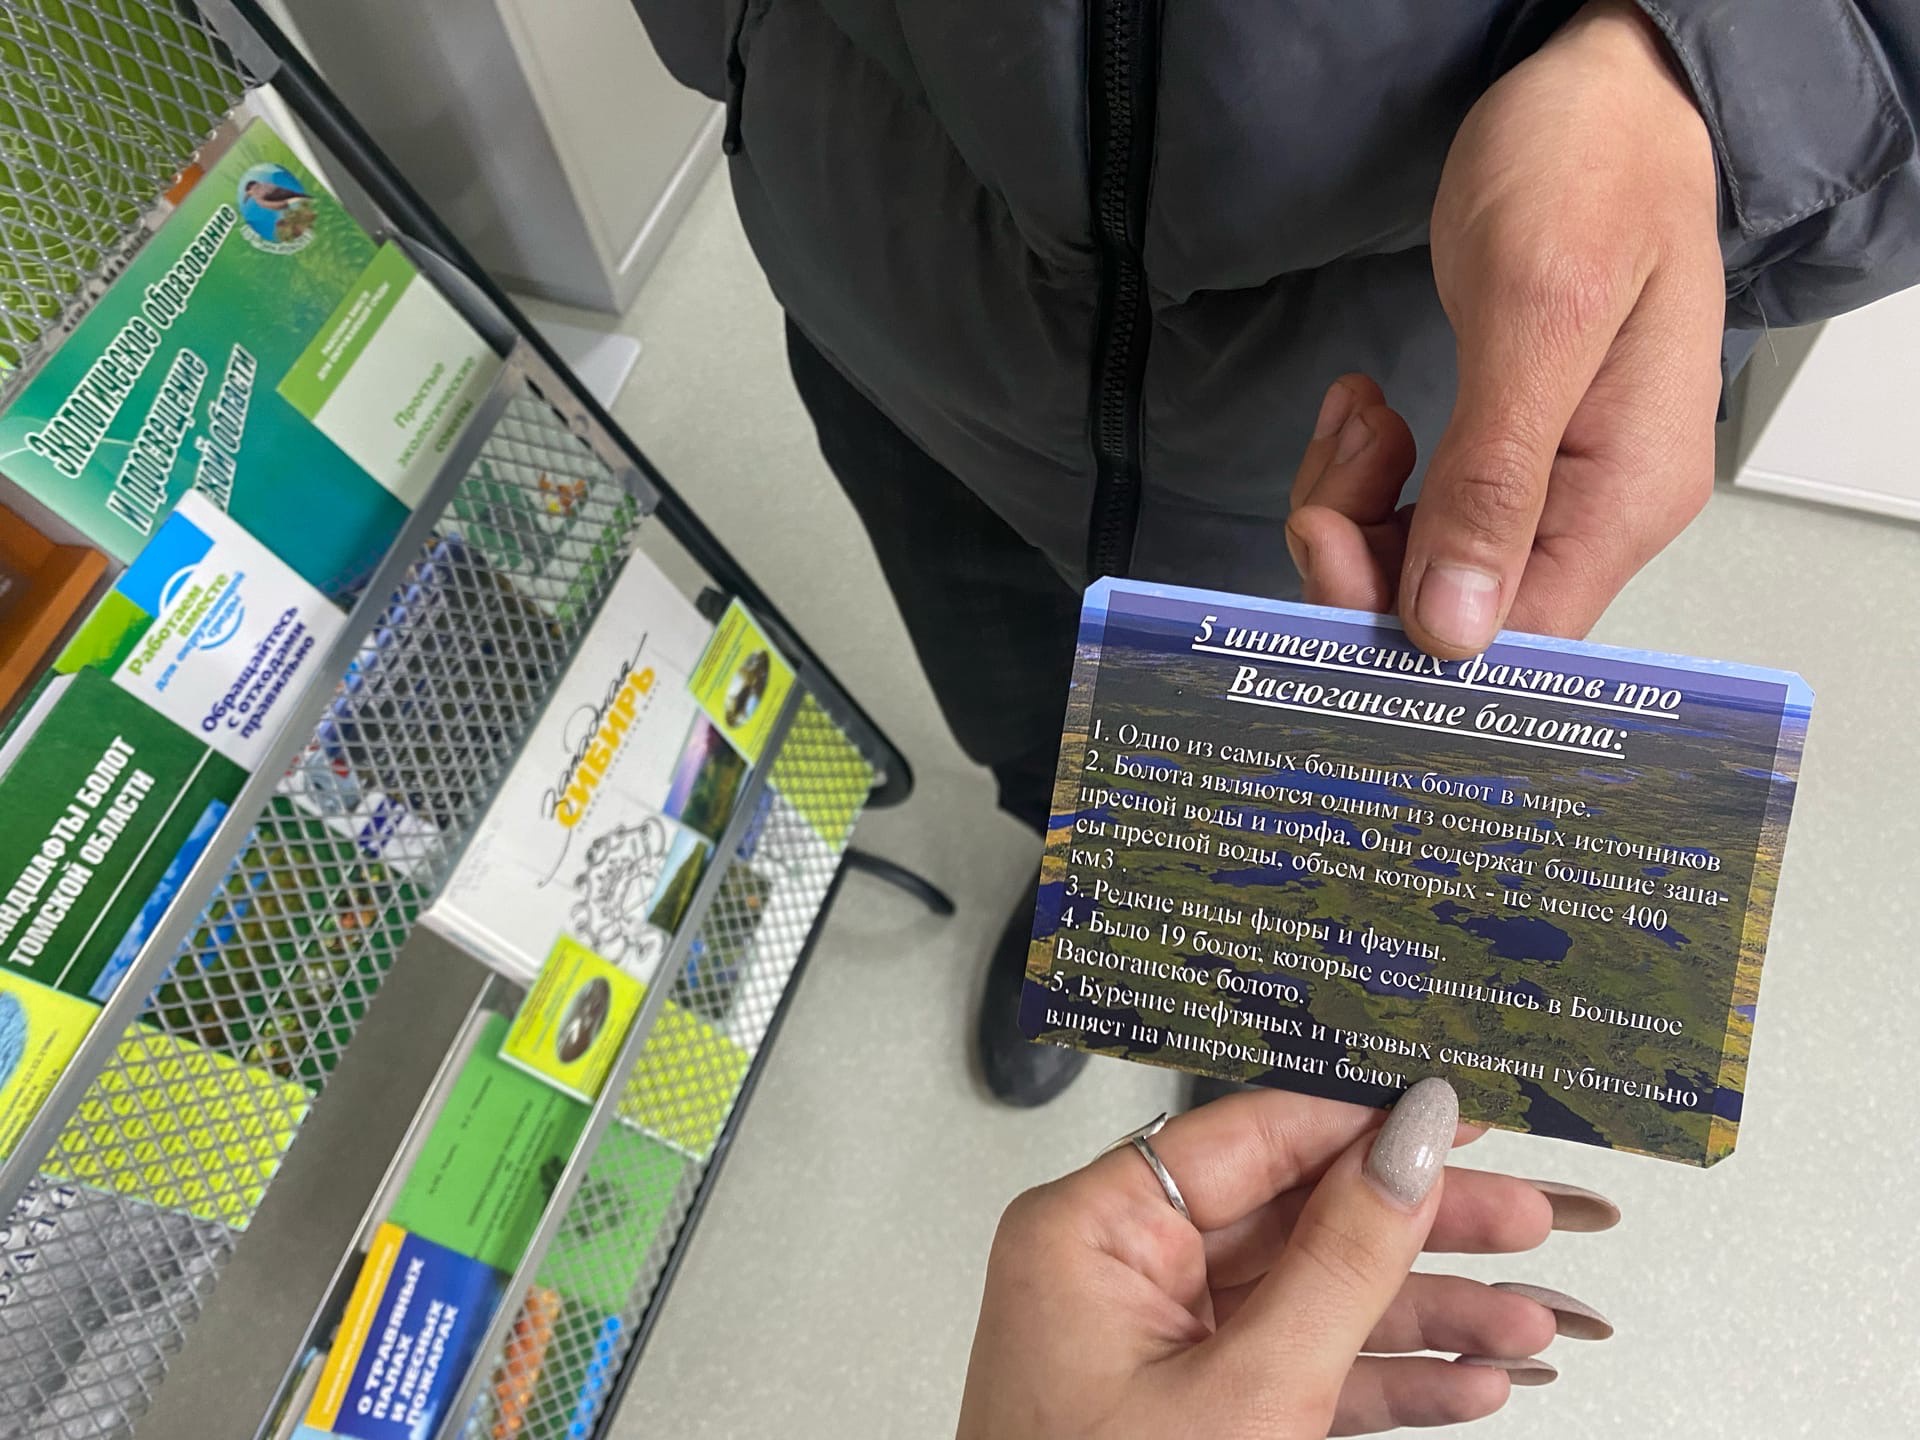 Экологическое образование
и просвещение
области
Простые
экологические
советы
Работаем
вместе
для окружающей
среды
Обращайтесь
с отходами
правильно
ЛАНДШАФТЫ БОЛОТ
ТОМСКОЙ ОБЛАСТИ
Западная
СИБИРЬ
О ТРАВЯНЫХ
ПАЛАХ
И ЛЕСНЫХ
ПОЖАРАХ
5 интересных фактов про
Васюганские болота:
1. Одно из самых больших болот в мире.
2. Болота являются одним из основных источников
пресной воды и торфа. Они содержат большие запа-
сы пресной воды, объем которых - не менее 400
км3 .
3. Редкие виды флоры и фауны.
4. Было 19 болот, которые соединились в Большое
Васюганское болото.
5. Бурение нефтяных и газовых скважин губительно
влияет на микроклимат болот.